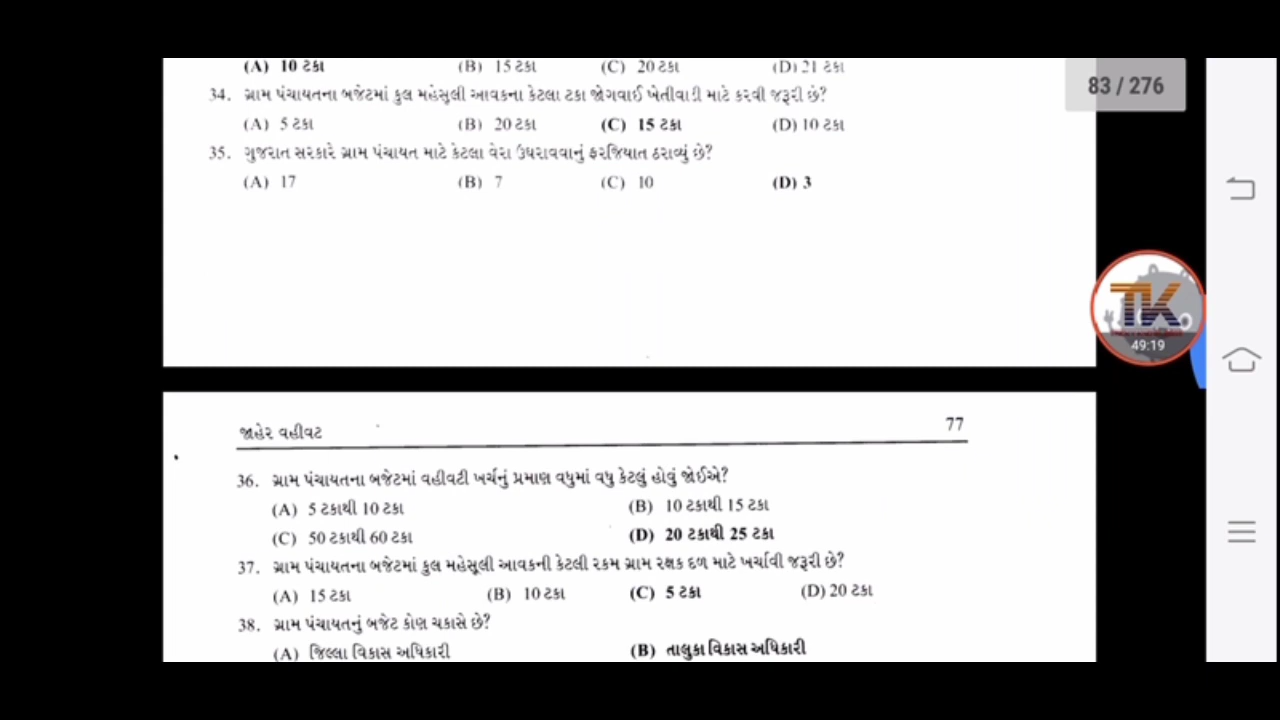 (A) 10 ટકા (B) 15 ટકા (C) 20 ટકા (D) 21 ટકા
34. ગ્રામ પંચાયતના બજેટમાં કુલ મહેસુલી આવકના કેટલા ટકા જોગવાઈ ખેતીવાડી માટે કરવી જરૂરી છે?
(A) 5 ટકા (B) 20 ટકા (C) 15 ટકા (D) 10 ટકા
35. ગુજરાત સરકારે ગ્રામ પંચાયત માટે કેટલા વેરા ઉઘરાવવાનું ફરજિયાત ઠરાવ્યું છે?
(A) 17 (B) 7 (C) 10 (D) 3
83 / 276
TK
49:19
જાહેર વહીવટ 77
36. ગ્રામ પંચાયતના બજેટમાં વહીવટી ખર્ચનું પ્રમાણ વધુમાં વધુ કેટલું હોવું જોઈએ?
(A) 5 ટકાથી 10 ટકા (B) 10 ટકાથી 15 ટકા
(C) 50 ટકાથી 60 ટકા (D) 20 ટકાથી 25 ટકા
37. ગ્રામ પંચાયતના બજેટમાં કુલ મહેસૂલી આવકની કેટલી રકમ ગ્રામ રક્ષક દળ માટે ખર્ચાવી જરૂરી છે?
(A) 15 ટકા (B) 10 ટકા (C) 5 ટકા (D) 20 ટકા
38. ગ્રામ પંચાયતનું બજેટ કોણ ચકાસે છે?
(A) જિલ્લા વિકાસ અધિકારી (B) તાલુકા વિકાસ અધિકારી